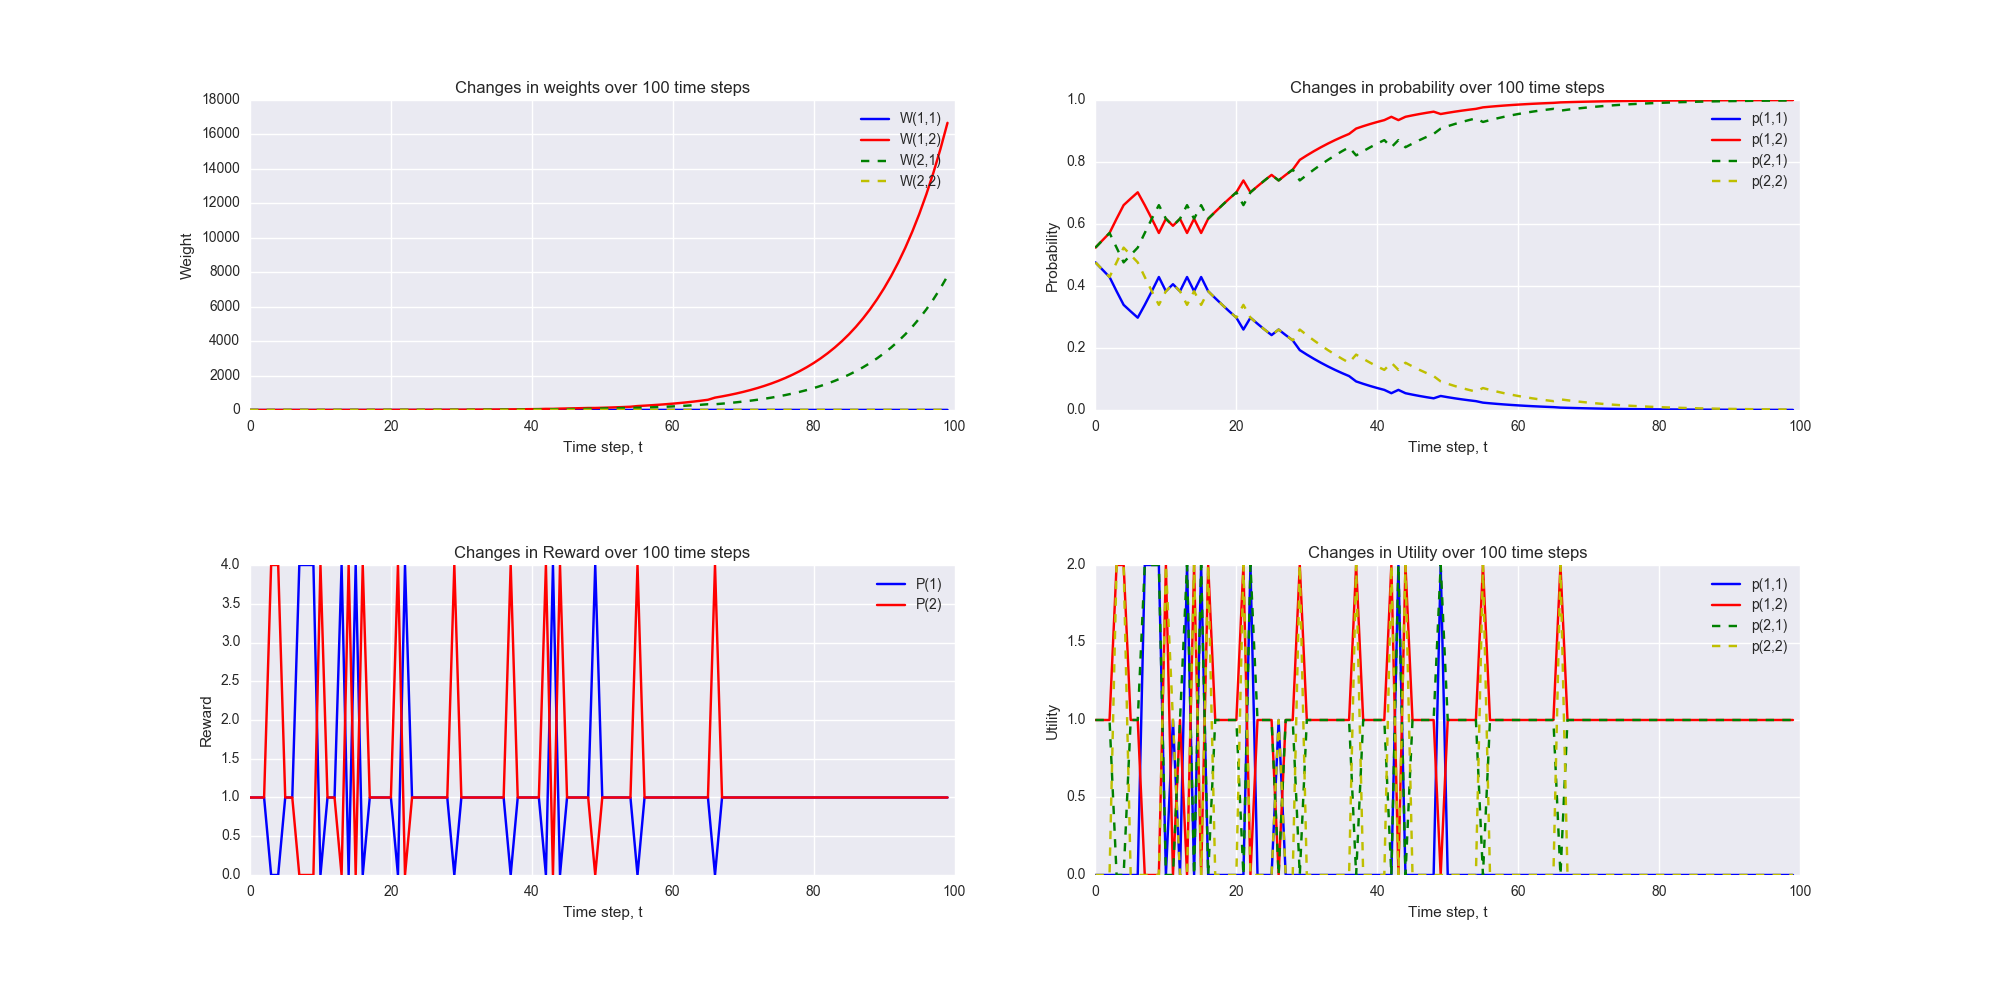 Changes in weights over 100 time steps
18000
16000
14000
12000
10000
8000
6000
4000
2000
0
Weight
W(1,1)
W(1,2)
W(2,1)
W(2,2)
0 20 40 60 80 100
Time step, t
Changes in probability over 100 time steps
1.0
0.8
0.6
0.4
0.2
0.0
Probability
p(1,1)
p(1,2)
p(2,1)
p(2,2)
0 20 40 60 80 100
Time step, t
Changes in Reward over 100 time steps
4.0
3.5
3.0
2.5
2.0
1.5
1.0
0.5
0.0
Reward
P(1)
P(2)
0 20 40 60 80 100
Time step, t
Changes in Utility over 100 time steps
2.0
1.5
1.0
0.5
0.0
Utility
p(1,1)
p(1,2)
p(2,1)
p(2,2)
0 20 40 60 80 100
Time step, t